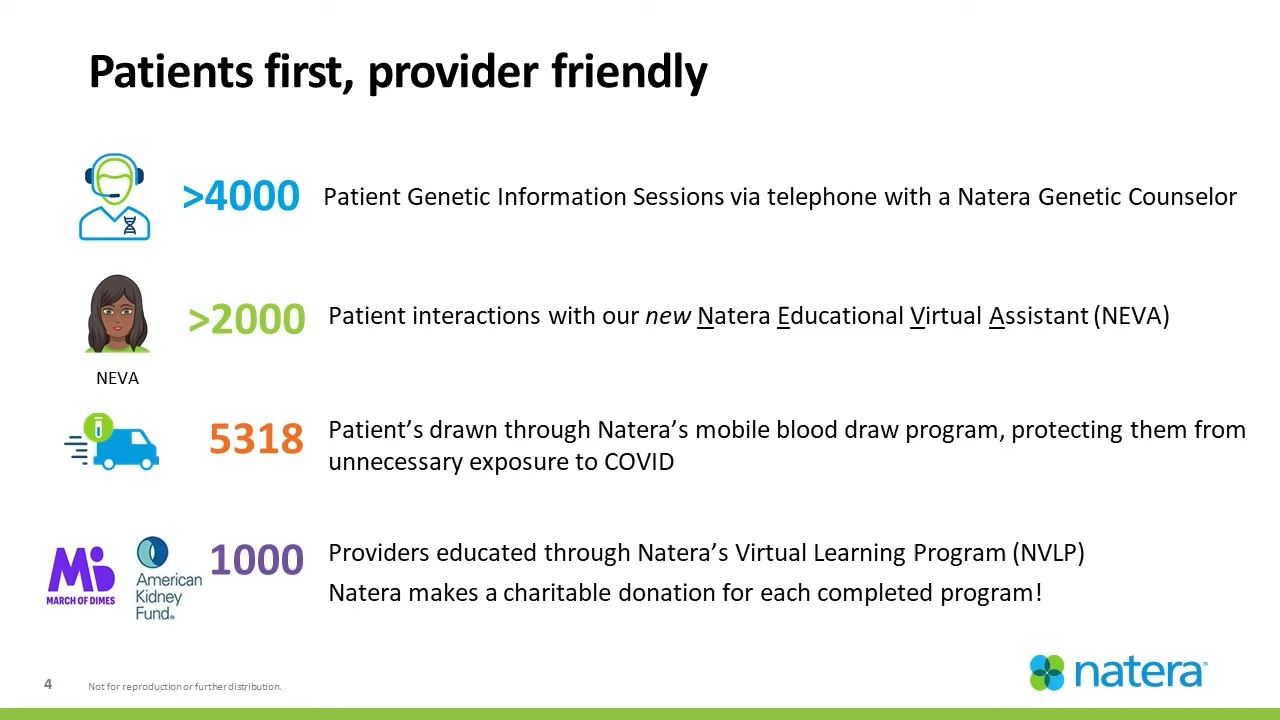 Patients first, provider friendly
>4000
Patient Genetic Information Sessions via telephone with a Natera Genetic Counselor
>2000
Patient interactions with our new Natera Educational Virtual Assistant (NEVA)
NEVA
5318
Patient’s drawn through Natera’s mobile blood draw program, protecting them from
unnecessary exposure to COVID
MARCH OF DIMES
American
Kidney
Fund®
1000
Providers educated through Natera’s Virtual Learning Program (NVLP)
Natera makes a charitable donation for each completed program!
4
Not for reproduction or further distribution.
natera®